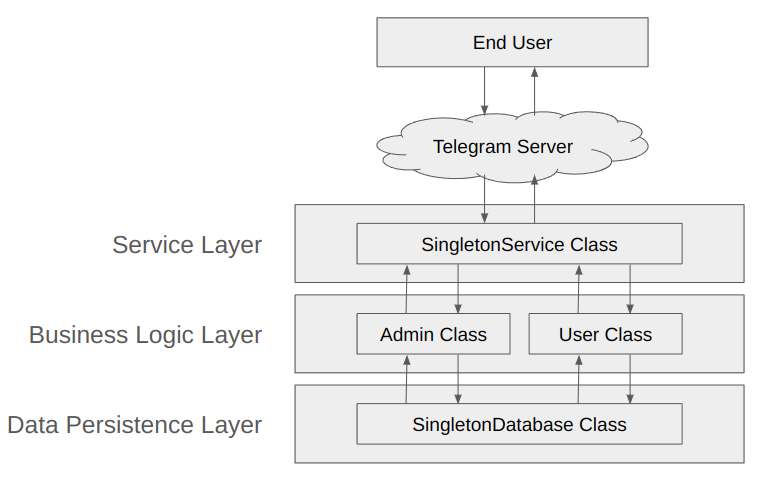 End User
Telegram Server
Service Layer
SingletonService Class
Business Logic Layer
Admin Class
User Class
Data Persistence Layer
SingletonDatabase Class